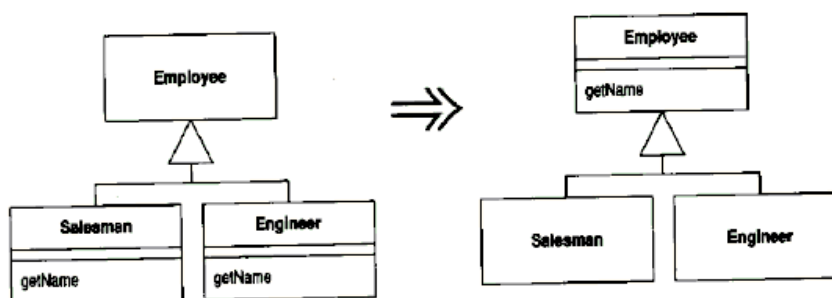 Employee
Salesman
getName
Engineer
getName
Employee
getName
Salesman
Engineer